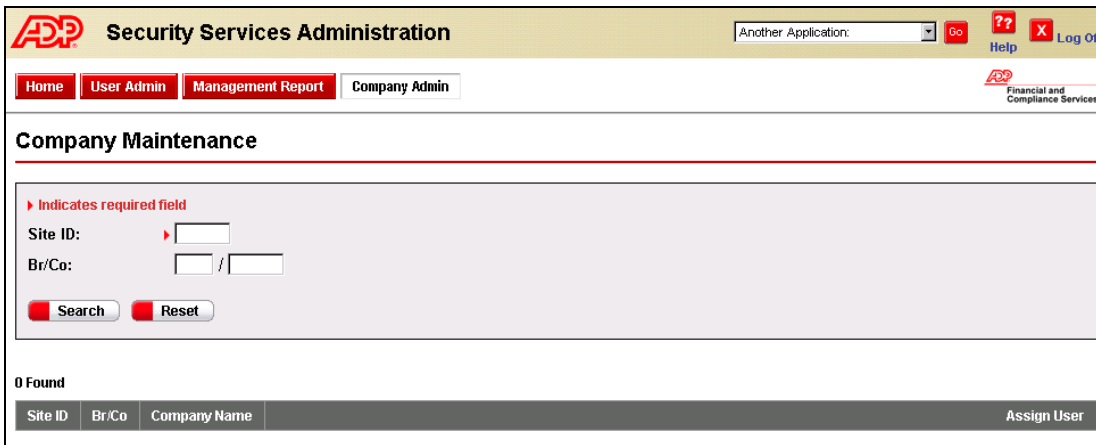 ADP Security Services Administration Another Application: Go ?? Help X Log Of
Home User Admin Management Report Company Admin ADP
Financial and
Compliance Services
Company Maintenance
Indicates required field
Site ID:
Br/Co: /
Search Reset
0 Found
Site ID Br/Co Company Name Assign User